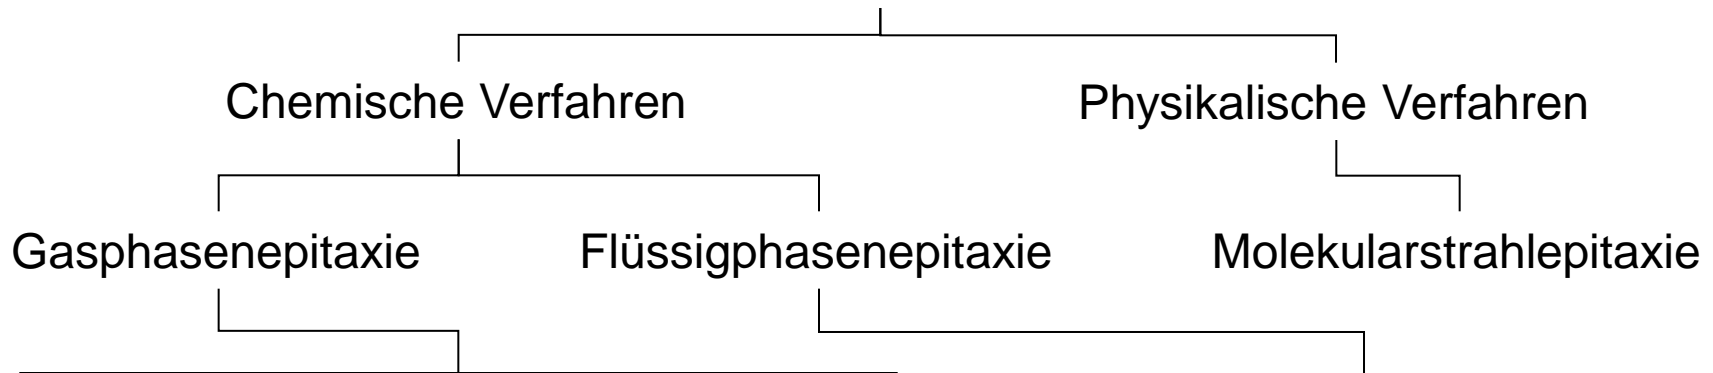 Chemische Verfahren
Physikalische Verfahren
Gasphasenepitaxie
Flüssigphasenepitaxie
Molekularstrahlepitaxie